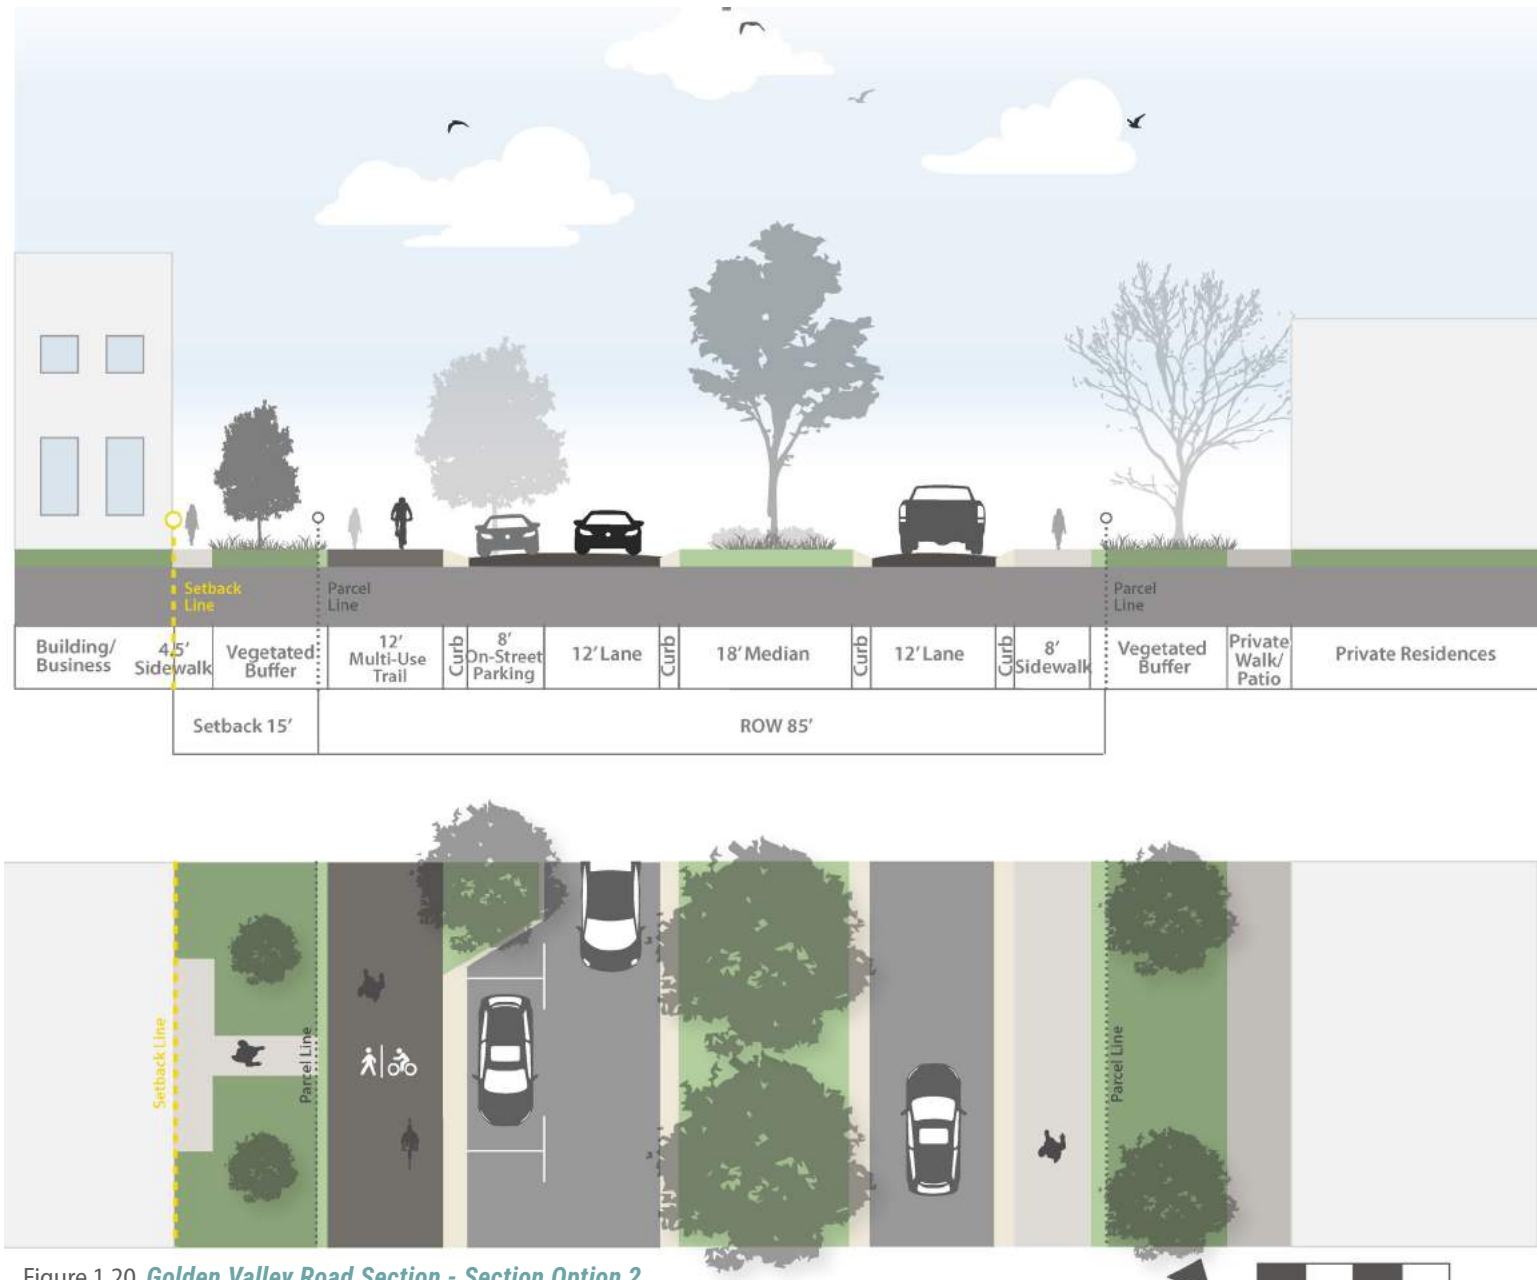 Setback
Line
Parcel
Line
Parcel
Line
Building/
Business
4.5’
Sidewalk
Vegetated
Buffer
12’
Multi-Use
Trail
Curb
8’
On-Street
Parking
12’ Lane
Curb
18’ Median
Curb
12’ Lane
Curb
8’
Sidewalk
Vegetated
Buffer
Private
Walk/
Patio
Private Residences
Setback 15’
ROW 85’
Setback Line
Parcel Line
Parcel Line
Figure 1.20 Golden Valley Road Section - Section Option 2